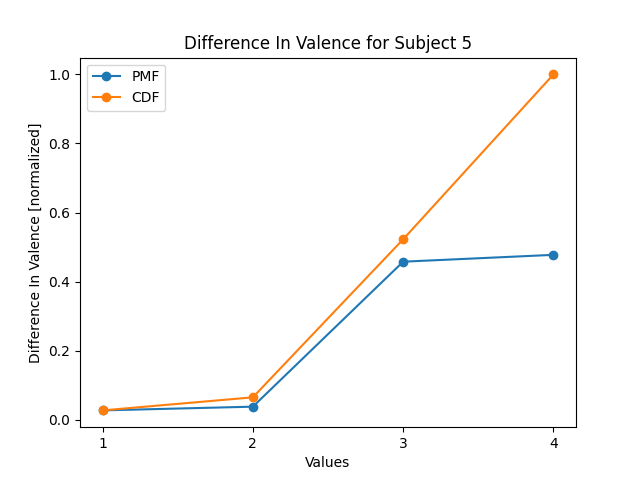 Difference In Valence for Subject 5
PMF
CDF
1.0
0.8
0.6
0.4
0.2
0.0
Difference In Valence [normalized]
1 2 3 4
Values